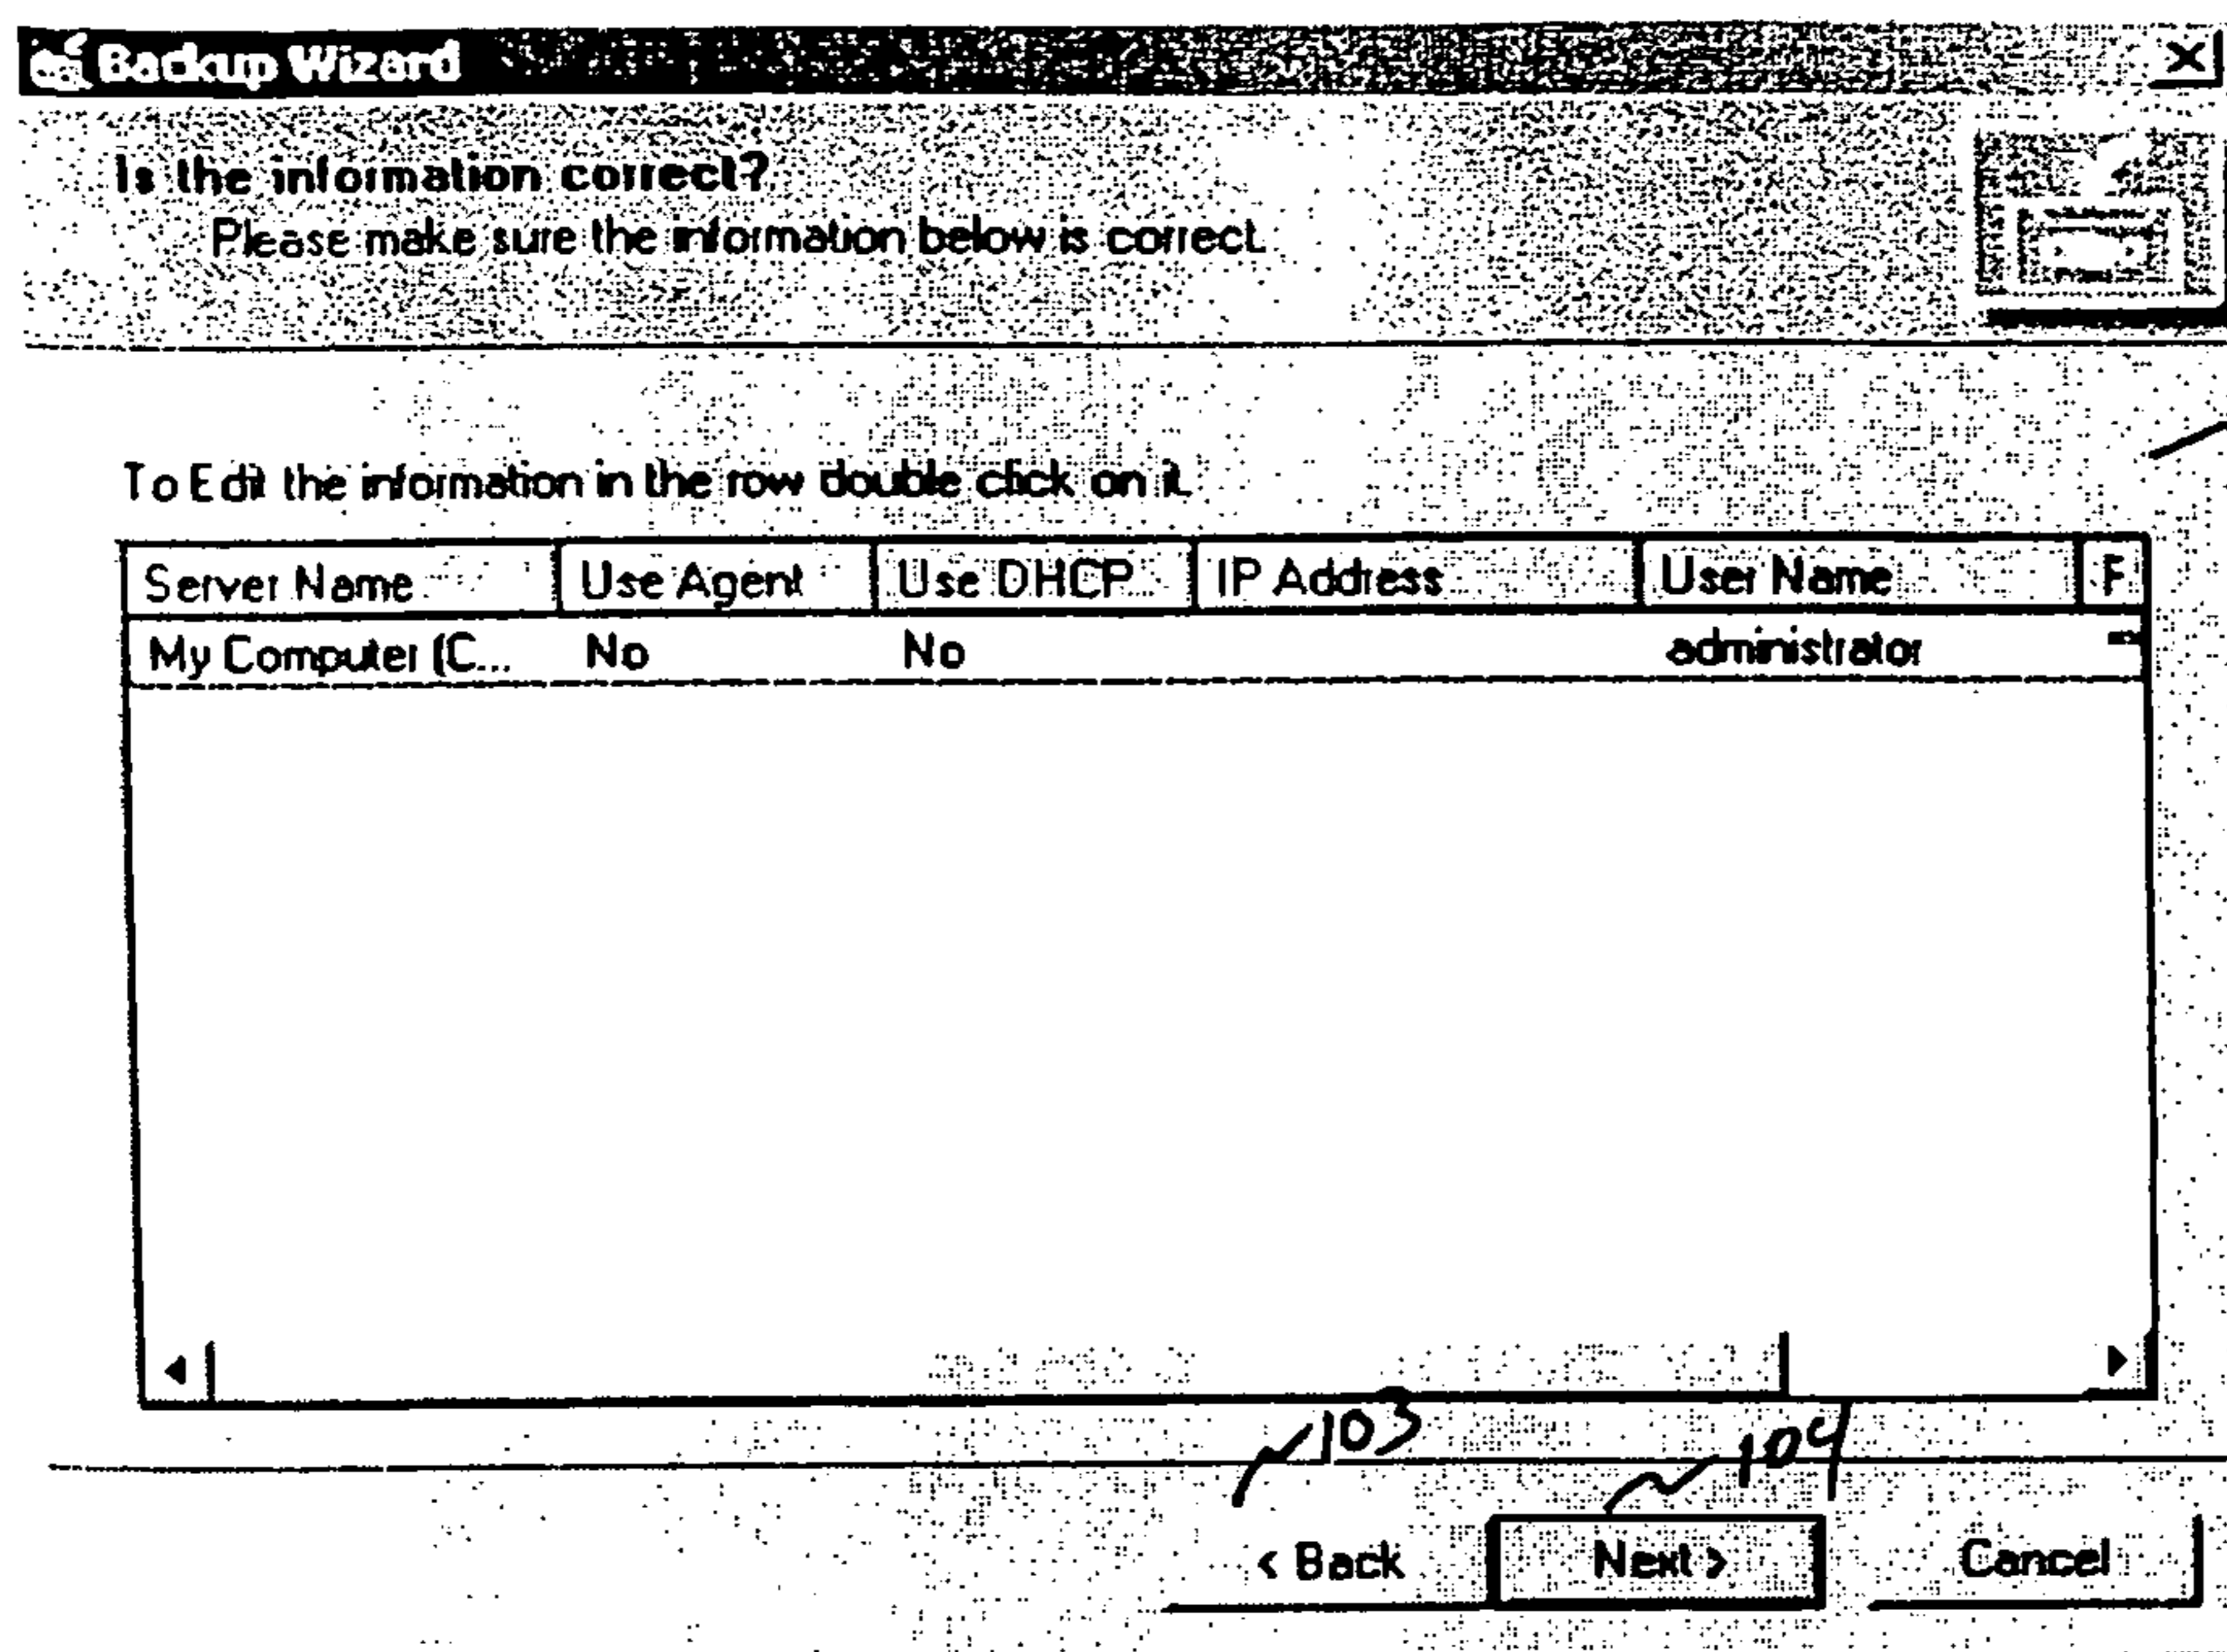 Backup Wizard
Is the information correct?
Please make sure the information below is correct.
To Edit the information in the row double click on it.
Server Name Use Agent Use DHCP IP Address User Name F
My Computer (C... No No administrator
103 104
< Back Next > Cancel